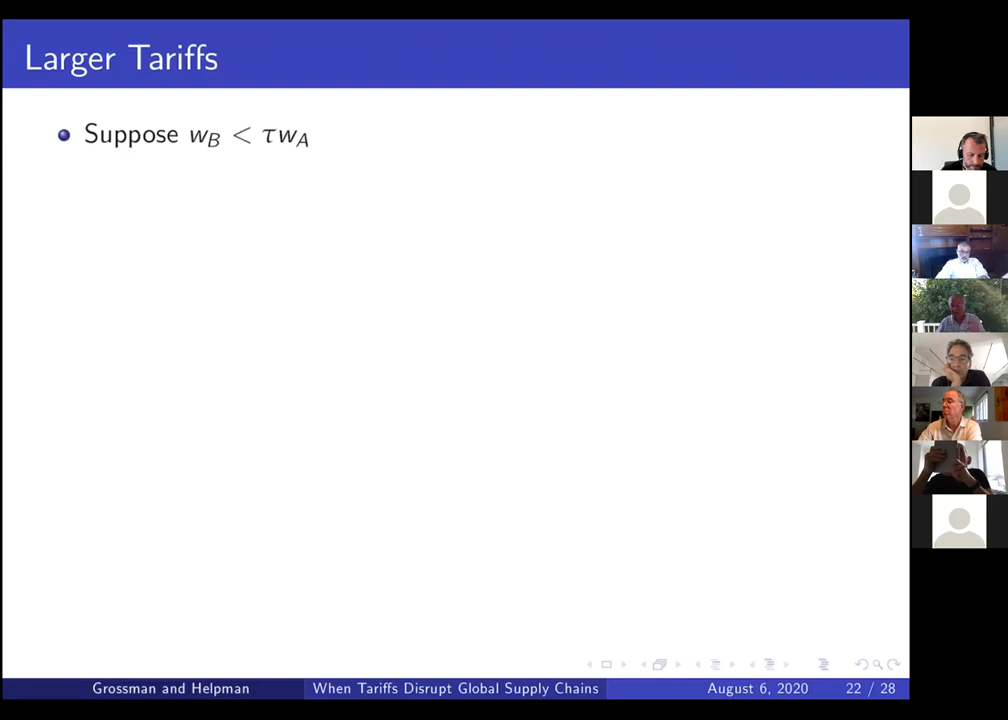 Larger Tariffs
Suppose w_B < τw_A
Grossman and Helpman
When Tariffs Disrupt Global Supply Chains
August 6, 2020
22 / 28